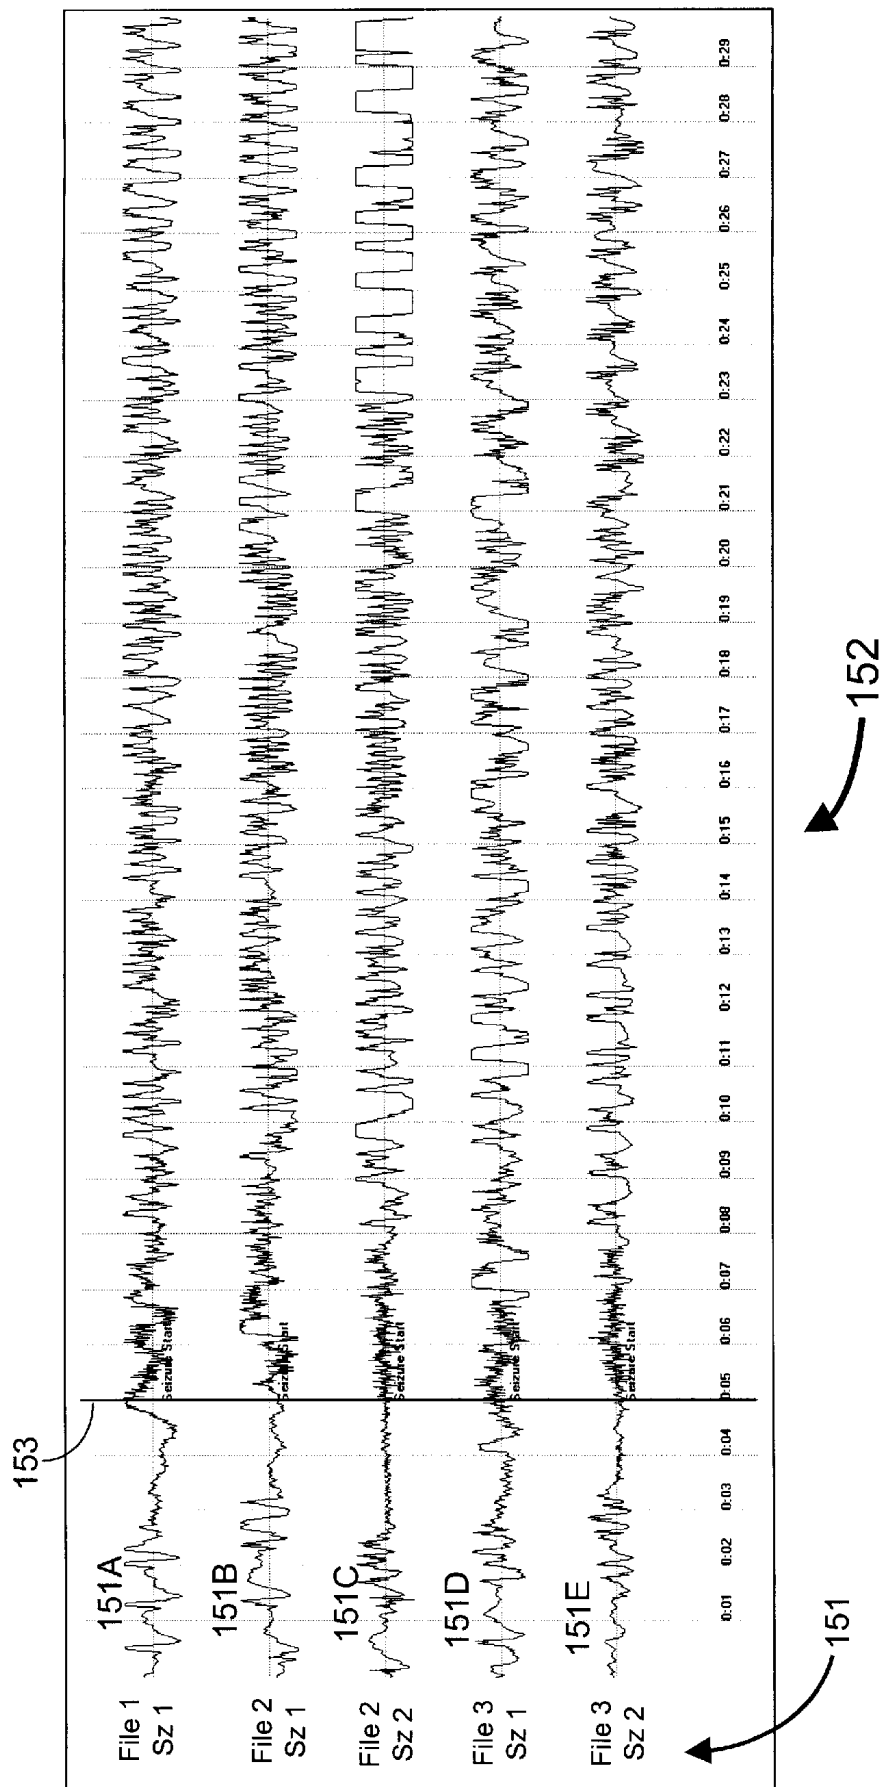 153
File 1
Sz 1
151A
Seizure Start
File 2
Sz 1
151B
Seizure Start
File 2
Sz 2
151C
Seizure Start
File 3
Sz 1
151D
Seizure Start
File 3
Sz 2
151E
Seizure Start
0:01 0:02 0:03 0:04 0:05 0:06 0:07 0:08 0:09 0:10 0:11 0:12 0:13 0:14 0:15 0:16 0:17 0:18 0:19 0:20 0:21 0:22 0:23 0:24 0:25 0:26 0:27 0:28 0:29
151
152